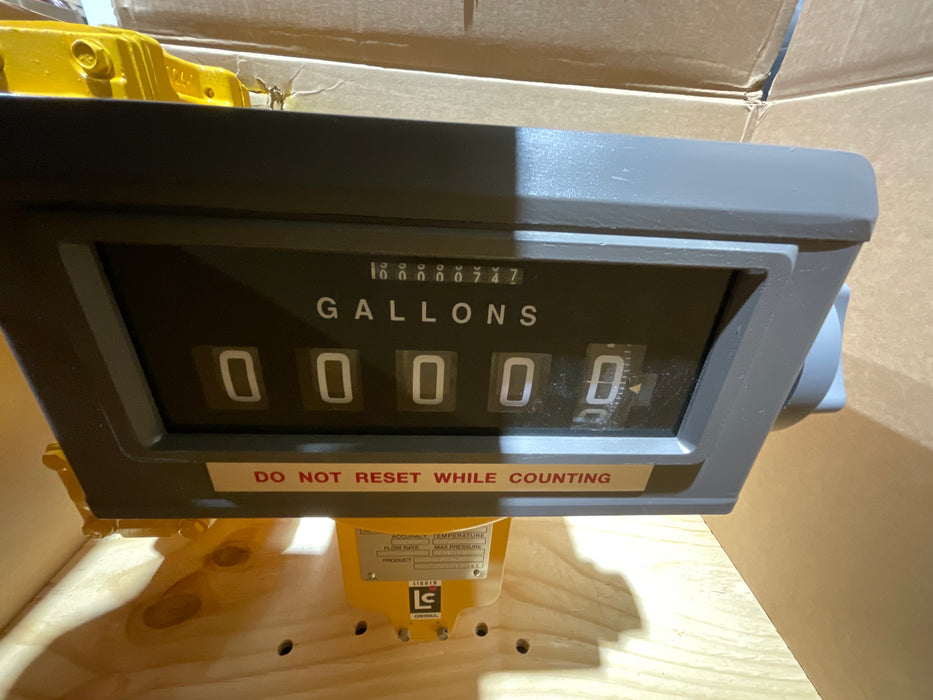 00000747
GALLONS
0 0 0 0 0
DO NOT RESET WHILE COUNTING
ACCURACY TEMPERATURE
FLOW RATE MAX PRESSURE
PRODUCT
LIQUID
LC
CONTROLS